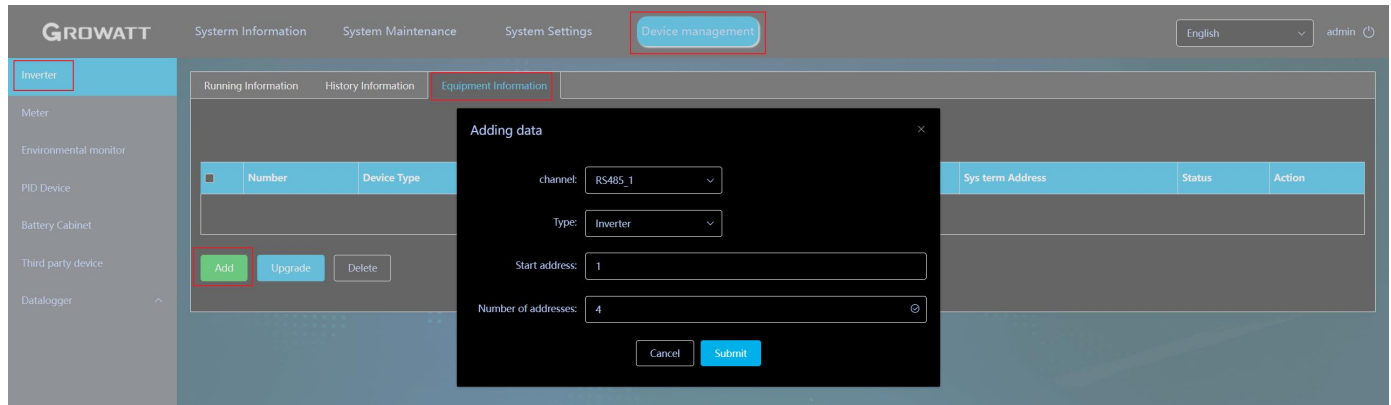 GROWATT
Systerm Information System Maintenance System Settings Device management English admin
Inverter
Meter
Environmental monitor
PID Device
Battery Cabinet
Third party device
Datalogger
Running Information History Information Equipment Information
Number Device Type Sys term Address Status Action
Add Upgrade Delete
Adding data
channel: RS485_1
Type: Inverter
Start address: 1
Number of addresses: 4
Cancel Submit